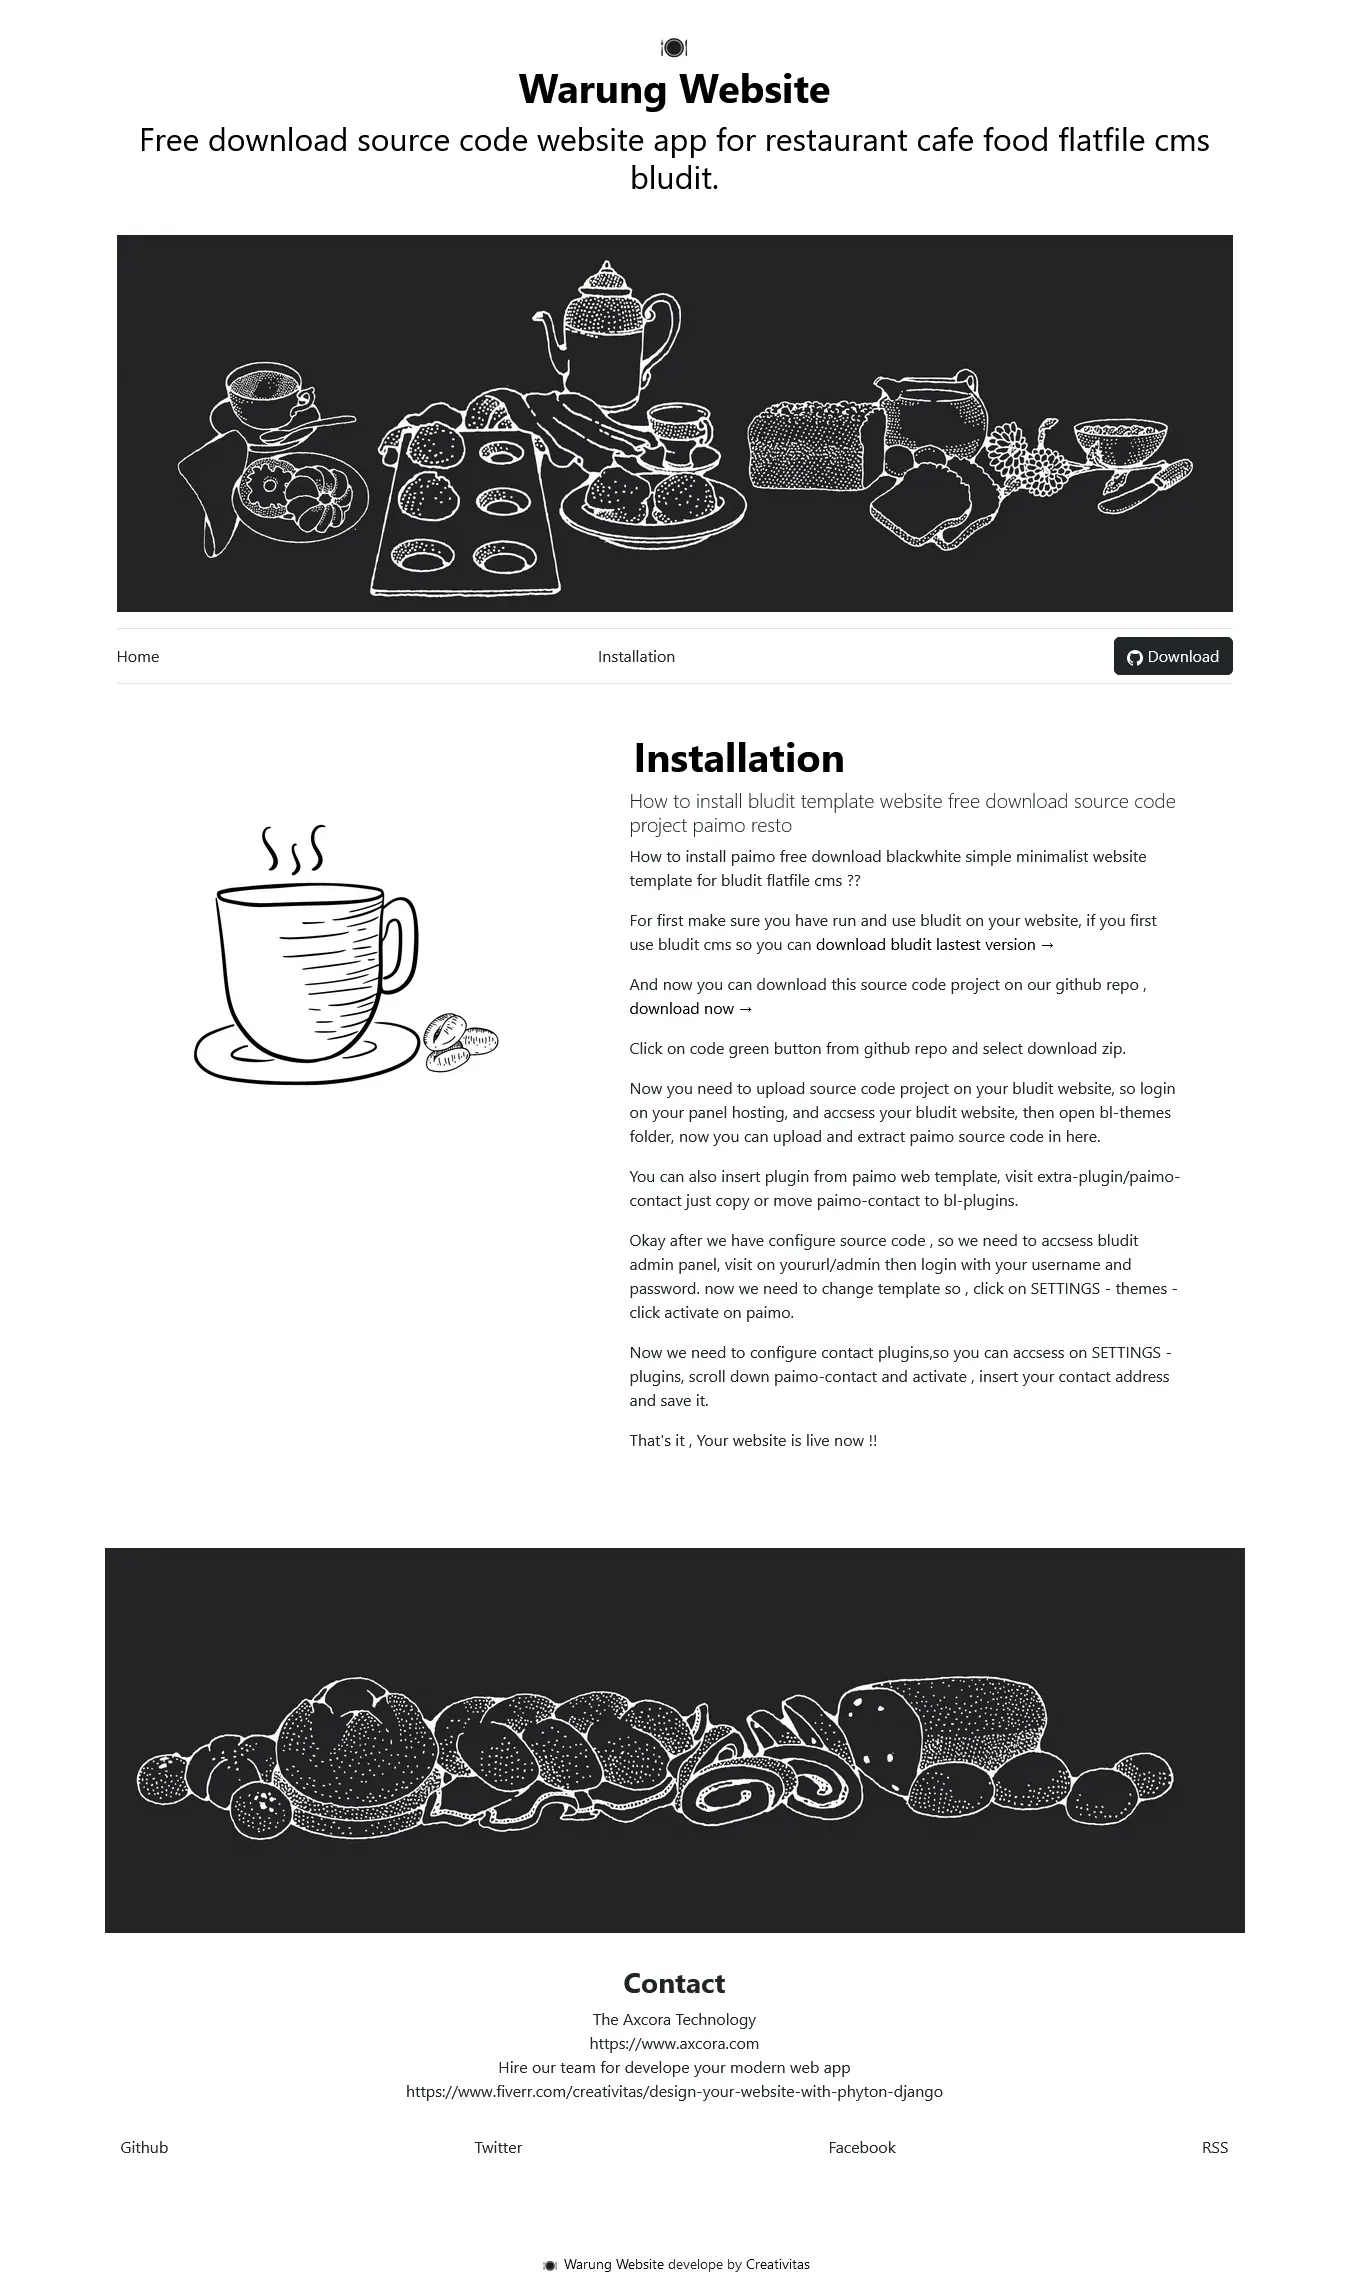 Warung Website
Free download source code website app for restaurant cafe food flatfile cms
bludit.
Home
Installation
Download
Installation
How to install bludit template website free download source code
project paimo resto
How to install paimo free download blackwhite simple minimalist website
template for bludit flatfile cms ??
For first make sure you have run and use bludit on your website, if you first
use bludit cms so you can download bludit lastest version →
And now you can download this source code project on our github repo ,
download now →
Click on code green button from github repo and select download zip.
Now you need to upload source code project on your bludit website, so login
on your panel hosting, and accsess your bludit website, then open bl-themes
folder, now you can upload and extract paimo source code in here.
You can also insert plugin from paimo web template, visit extra-plugin/paimo-
contact just copy or move paimo-contact to bl-plugins.
Okay after we have configure source code , so we need to accsess bludit
admin panel, visit on yoururl/admin then login with your username and
password. now we need to change template so , click on SETTINGS - themes -
click activate on paimo.
Now we need to configure contact plugins,so you can accsess on SETTINGS -
plugins, scroll down paimo-contact and activate , insert your contact address
and save it.
That's it , Your website is live now !!
Contact
The Axcora Technology
https://www.axcora.com
Hire our team for develope your modern web app
https://www.fiverr.com/creativitas/design-your-website-with-phyton-django
Github
Twitter
Facebook
RSS
Warung Website develope by Creativitas